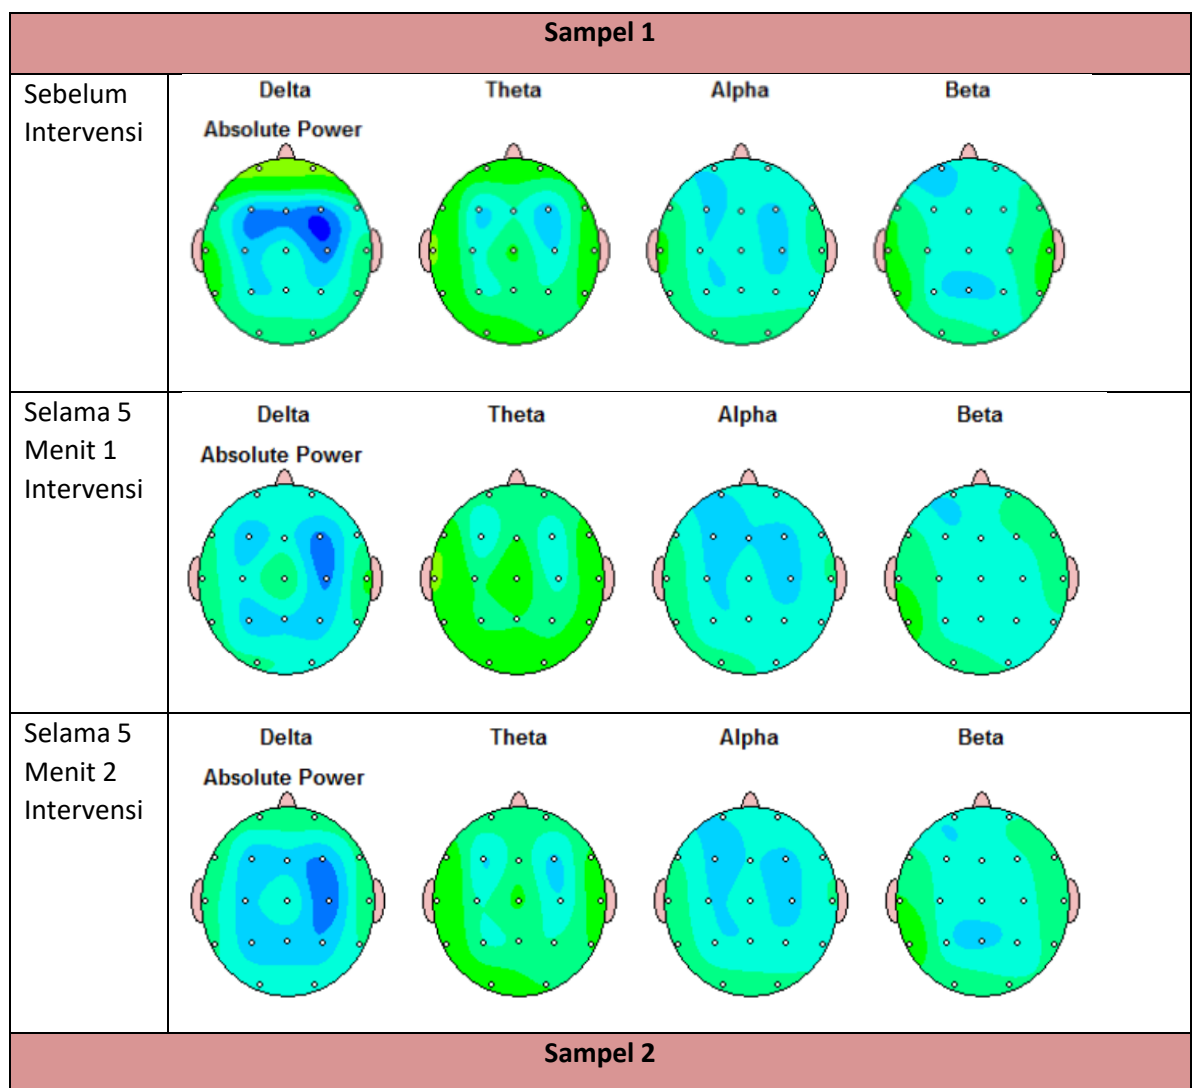 Sampel 1
Sebelum
Intervensi
Delta Theta Alpha Beta
Absolute Power
Selama 5
Menit 1
Intervensi
Delta Theta Alpha Beta
Absolute Power
Selama 5
Menit 2
Intervensi
Delta Theta Alpha Beta
Absolute Power
Sampel 2